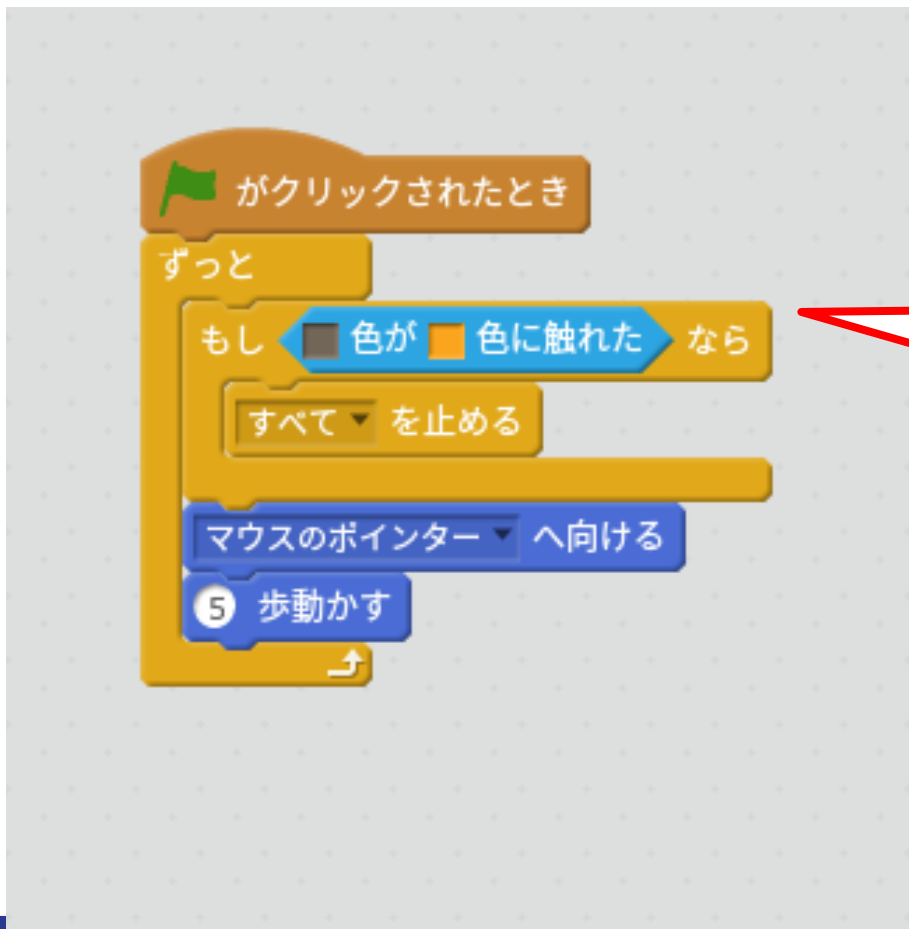 がクリックされたとき
ずっと
もし 色が 色に触れた なら
すべて を止める
マウスのポインター へ向ける
5 歩動かす